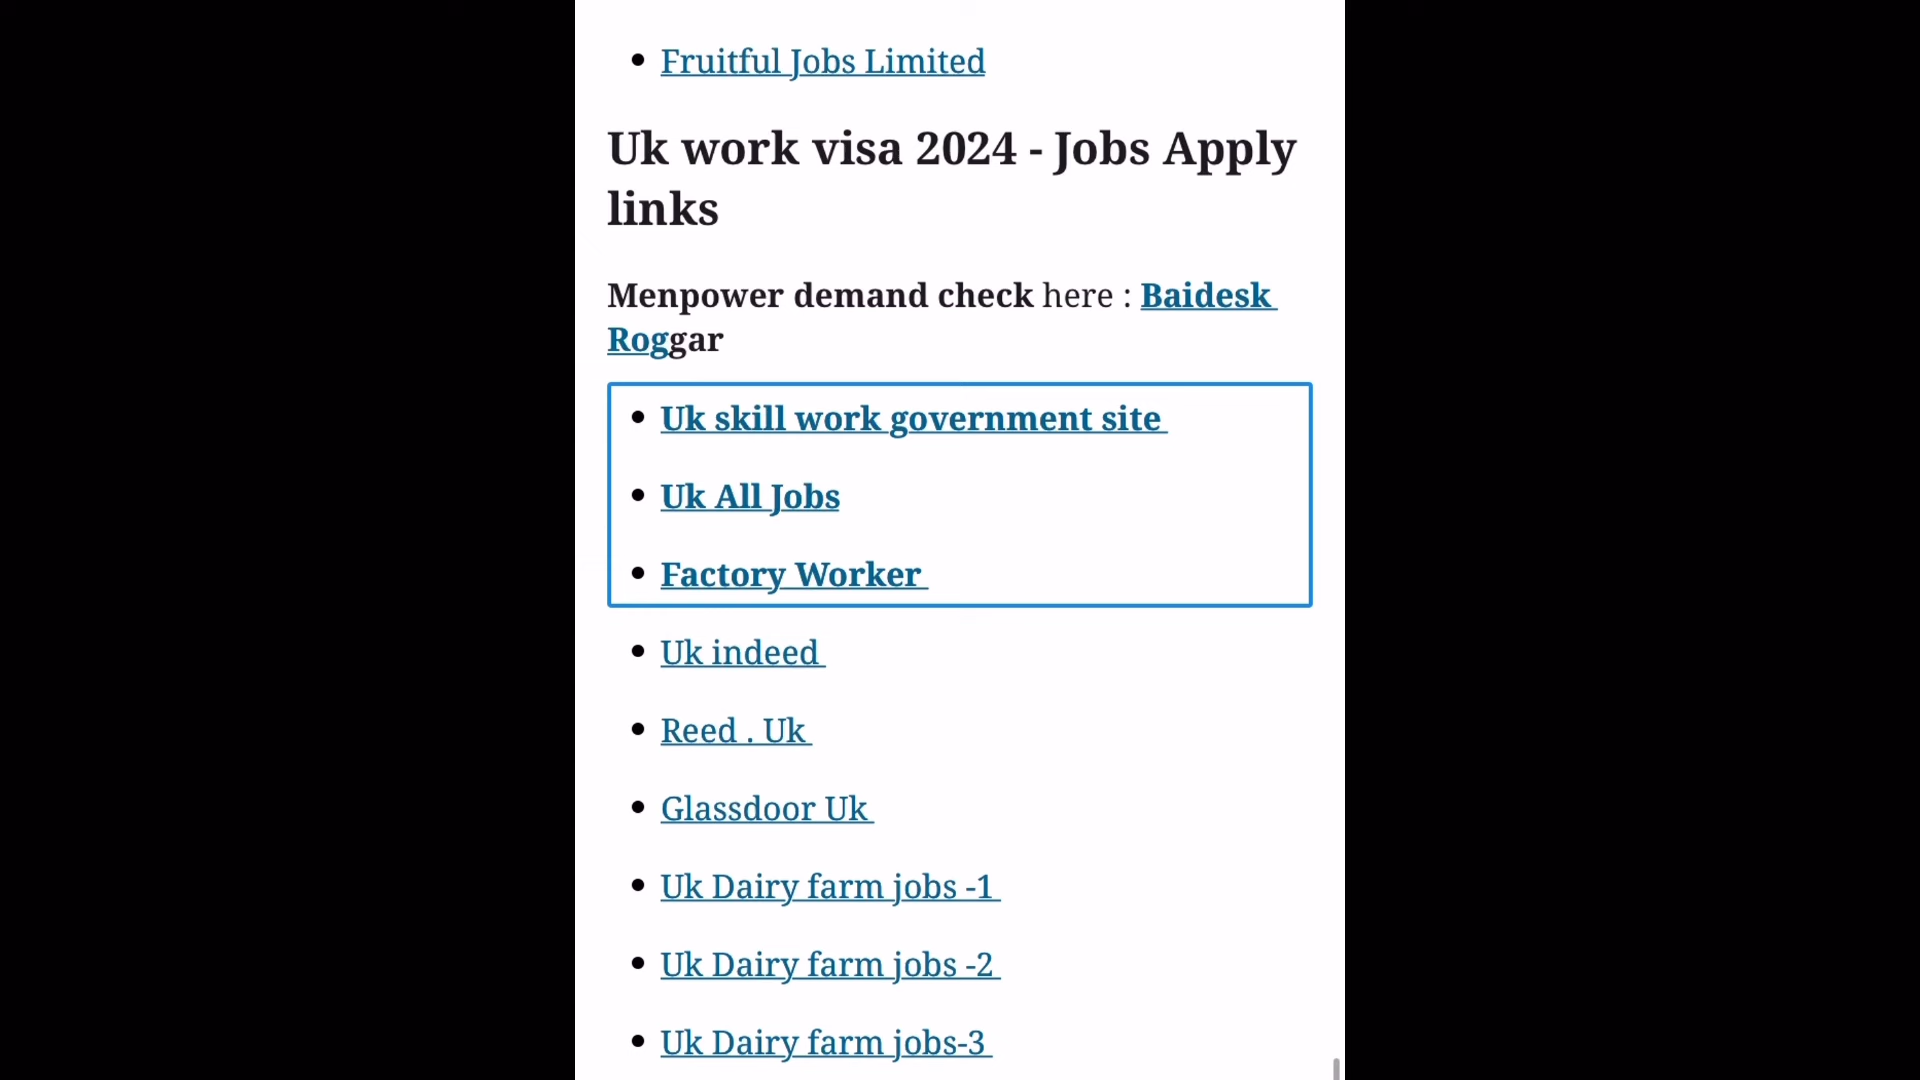 Fruitful Jobs Limited
Uk work visa 2024 - Jobs Apply
links
Menpower demand check here : Baidesk
Roggar
Uk skill work government site
Uk All Jobs
Factory Worker
Uk indeed
Reed . Uk
Glassdoor Uk
Uk Dairy farm jobs -1
Uk Dairy farm jobs -2
Uk Dairy farm jobs-3